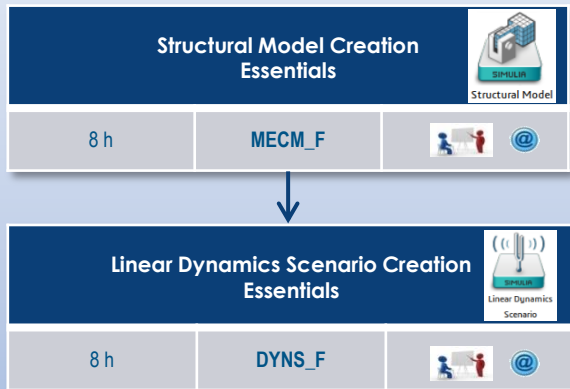 Structural Model Creation
Essentials
SIMULIA
Structural Model
8 h MECM_F @
Linear Dynamics Scenario Creation
Essentials
SIMULIA
Linear Dynamics
Scenario
8 h DYNS_F @